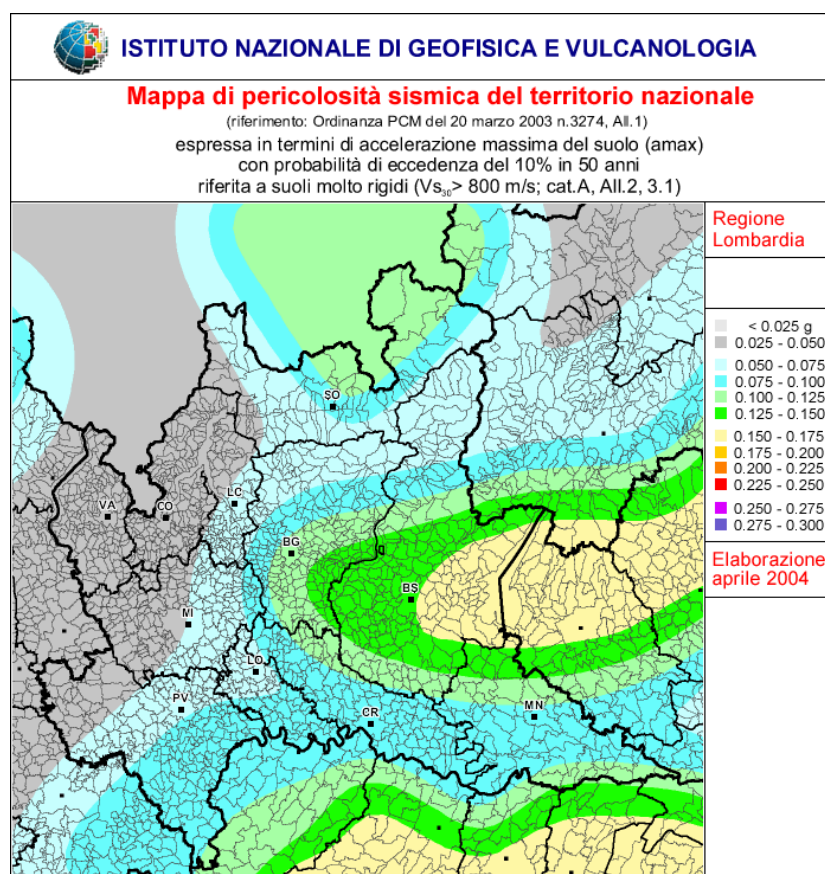 ISTITUTO NAZIONALE DI GEOFISICA E VULCANOLOGIA
Mappa di pericolosità sismica del territorio nazionale
(riferimento: Ordinanza PCM del 20 marzo 2003 n.3274, All.1)
espressa in termini di accelerazione massima del suolo (amax)
con probabilità di eccedenza del 10% in 50 anni
riferita a suoli molto rigidi (Vs₃₀> 800 m/s; cat.A, All.2, 3.1)
Regione
Lombardia
< 0.025 g
0.025 - 0.050
0.050 - 0.075
0.075 - 0.100
0.100 - 0.125
0.125 - 0.150
0.150 - 0.175
0.175 - 0.200
0.200 - 0.225
0.225 - 0.250
0.250 - 0.275
0.275 - 0.300
Elaborazione
aprile 2004
SO
LC
VA
CO
BG
BS
MI
LO
PV
CR
MN